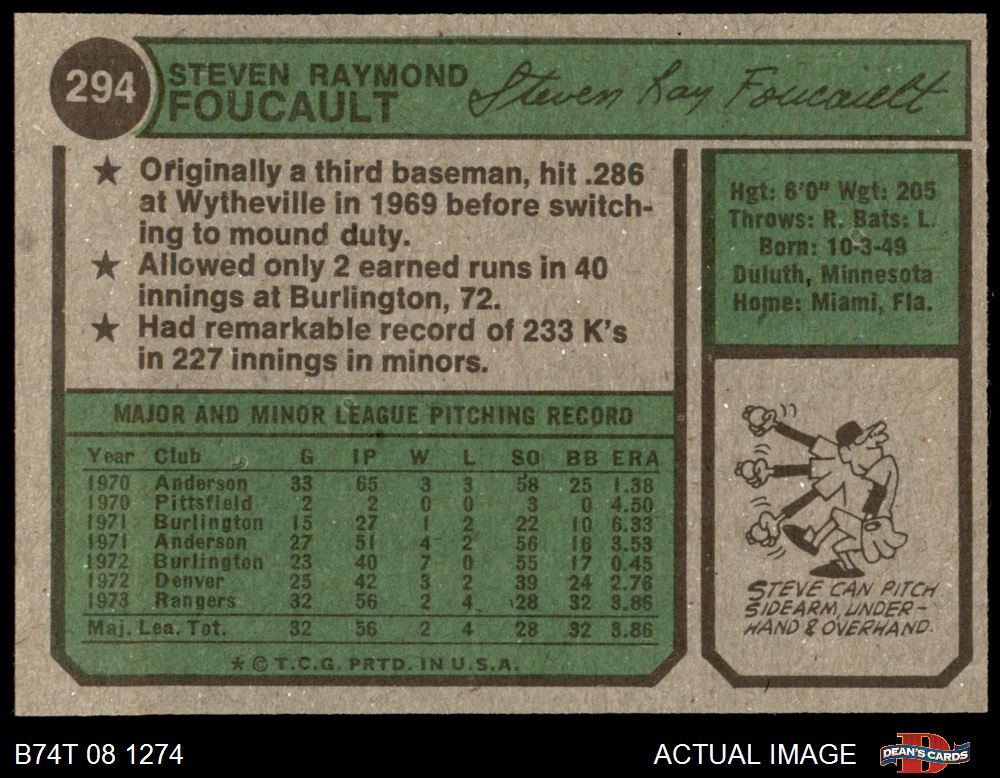 294
STEVEN RAYMOND
FOUCAULT
Steven Ray Foucault
★ Originally a third baseman, hit .286
at Wytheville in 1969 before switch-
ing to mound duty.
★ Allowed only 2 earned runs in 40
innings at Burlington, 72.
★ Had remarkable record of 233 K's
in 227 innings in minors.
Hgt: 6'0" Wgt: 205
Throws: R. Bats: L.
Born: 10-3-49
Duluth, Minnesota
Home: Miami, Fla.
MAJOR AND MINOR LEAGUE PITCHING RECORD
Year Club G IP W L SO BB ERA
1970 Anderson 33 65 3 3 58 25 1.38
1970 Pittsfield 2 2 0 0 3 0 4.50
1971 Burlington 15 27 1 2 22 10 6.33
1971 Anderson 27 51 4 2 56 16 3.53
1972 Burlington 23 40 7 0 55 17 0.45
1972 Denver 25 42 3 2 39 24 2.76
1973 Rangers 32 56 2 4 28 32 3.86
Maj. Lea. Tot. 32 56 2 4 28 32 3.86
★ © T.C.G. PRTD. IN U.S.A.
STEVE CAN PITCH
SIDEARM, UNDER-
HAND & OVERHAND.
B74T 08 1274
ACTUAL IMAGE
D
DEAN'S CARDS